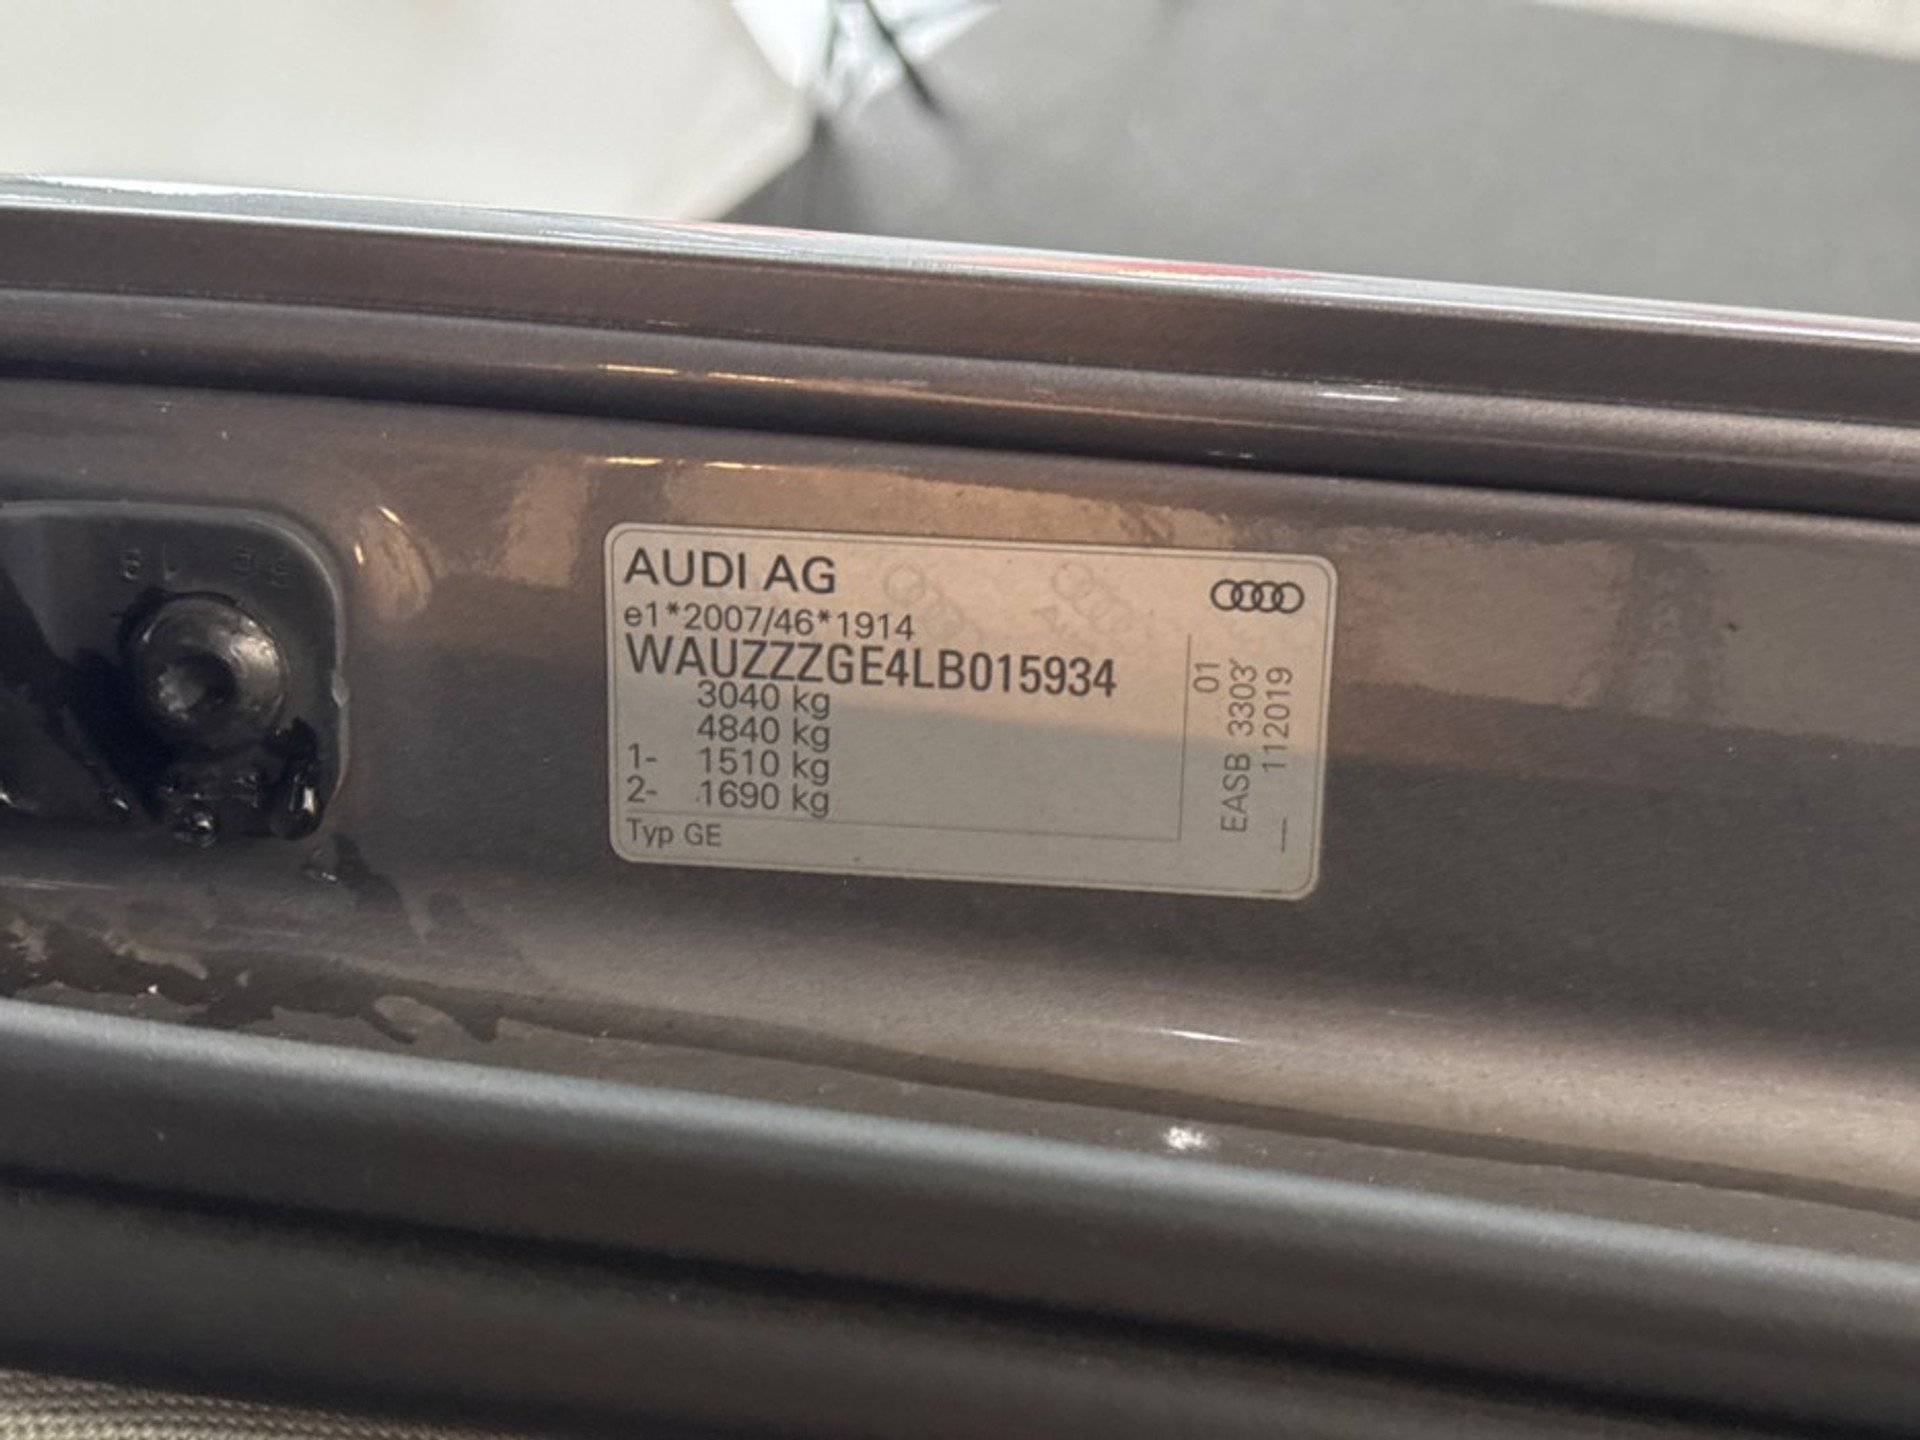 AUDI AG
e1*2007/46*1914
WAUZZZGE4LB015934
3040 kg
4840 kg
1- 1510 kg
2- 1690 kg
Typ GE
01
EASB 3303
— 112019